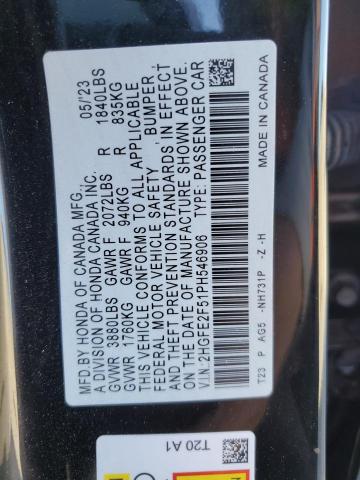 MFD.BY HONDA OF CANADA MFG., 05/'23
A DIVISION OF HONDA CANADA INC.
GVWR 3880LBS GAWR F 2072LBS R 1840LBS
GVWR 1760KG GAWR F 940KG R 835KG
THIS VEHICLE CONFORMS TO ALL APPLICABLE
FEDERAL MOTOR VEHICLE SAFETY, BUMPER,
AND THEFT PREVENTION STANDARDS IN EFFECT
ON THE DATE OF MANUFACTURE SHOWN ABOVE.
V.I.N.: 2HGFE2F51PH546906 TYPE: PASSENGER CAR
T23 P AG5 -NH731P -Z -H MADE IN CANADA
T20 A1